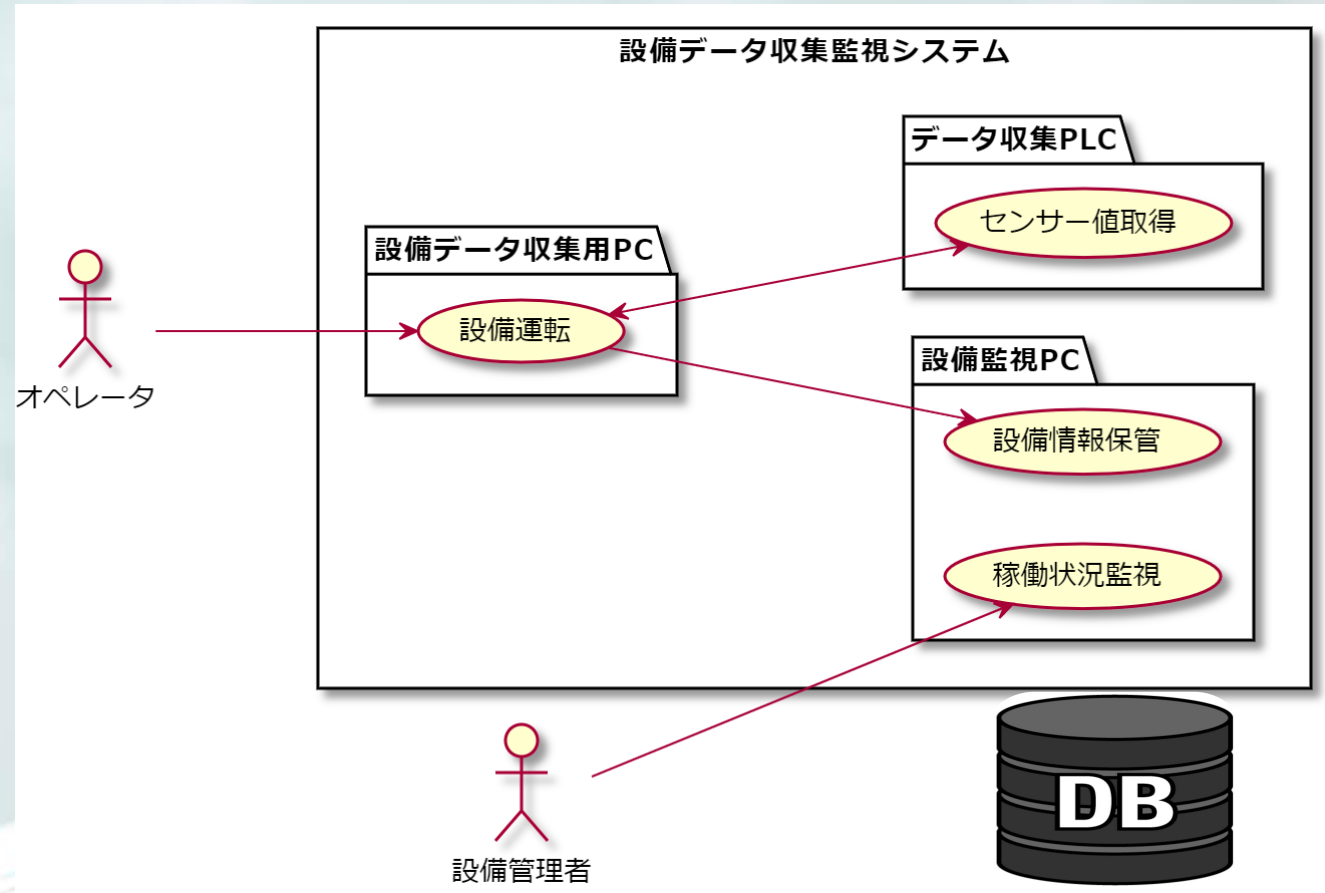 設備データ収集監視システム
データ収集PLC
センサー値取得
設備データ収集用PC
設備運転
オペレータ
設備監視PC
設備情報保管
稼働状況監視
設備管理者
DB